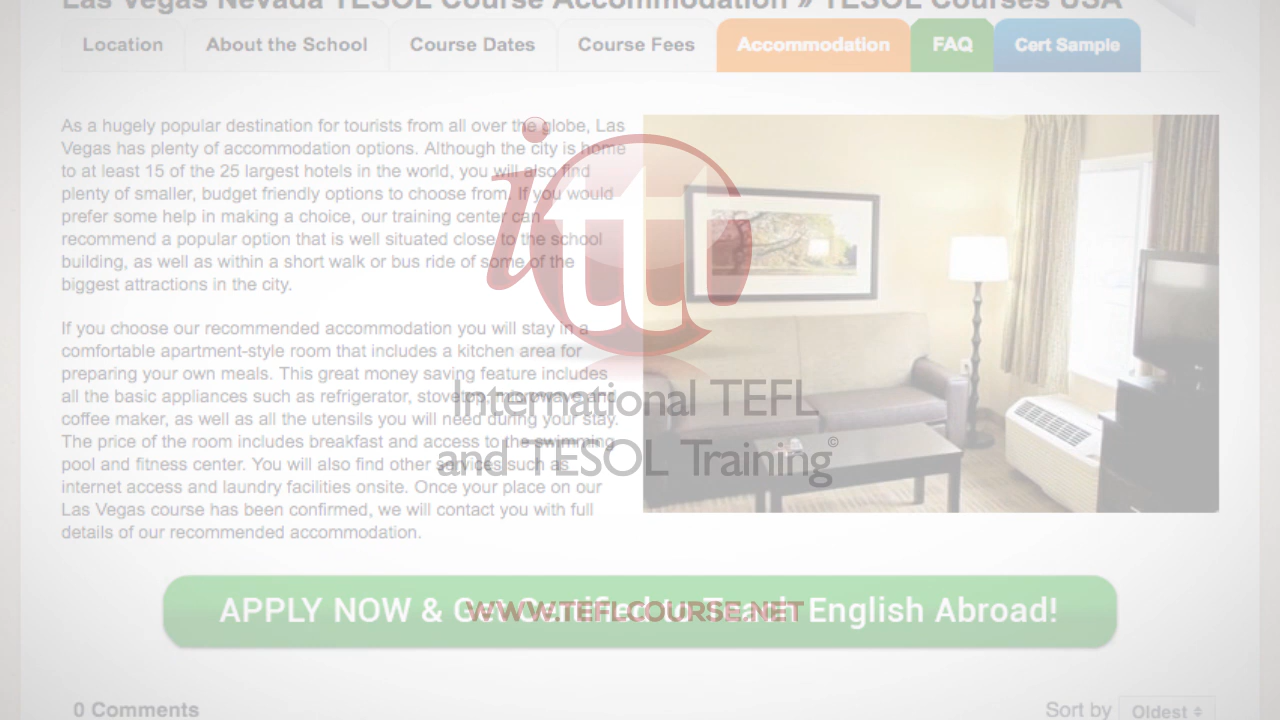 Las Vegas Nevada TESOL Course Accommodation » TESOL Courses USA
Location About the School Course Dates Course Fees Accommodation FAQ Cert Sample
As a hugely popular destination for tourists from all over the globe, Las
Vegas has plenty of accommodation options. Although the city is home
to at least 15 of the 25 largest hotels in the world, you will also find
plenty of smaller, budget friendly options to choose from. If you would
prefer some help in making a choice, our training center can
recommend a popular option that is well situated close to the school
building, as well as within a short walk or bus ride of some of the
biggest attractions in the city.
If you choose our recommended accommodation you will stay in a
comfortable apartment-style room that includes a kitchen area for
preparing your own meals. This great money saving feature includes
all the basic appliances such as refrigerator, stovetop, microwave and
coffee maker, as well as all the utensils you will need during your stay.
The price of the room includes breakfast and access to the swimming
pool and fitness center. You will also find other services such as
internet access and laundry facilities onsite. Once your place on our
Las Vegas course has been confirmed, we will contact you with full
details of our recommended accommodation.
ittt
International TEFL
and TESOL Training©
APPLY NOW & Get Certified to Teach English Abroad!
WWW.TEFLCOURSE.NET
0 Comments
Sort by Oldest